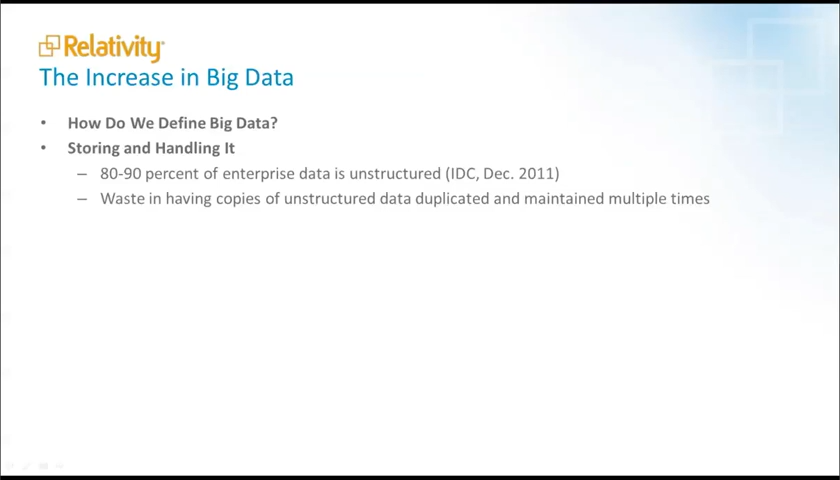 Relativity
The Increase in Big Data
• How Do We Define Big Data?
• Storing and Handling It
– 80-90 percent of enterprise data is unstructured (IDC, Dec. 2011)
– Waste in having copies of unstructured data duplicated and maintained multiple times